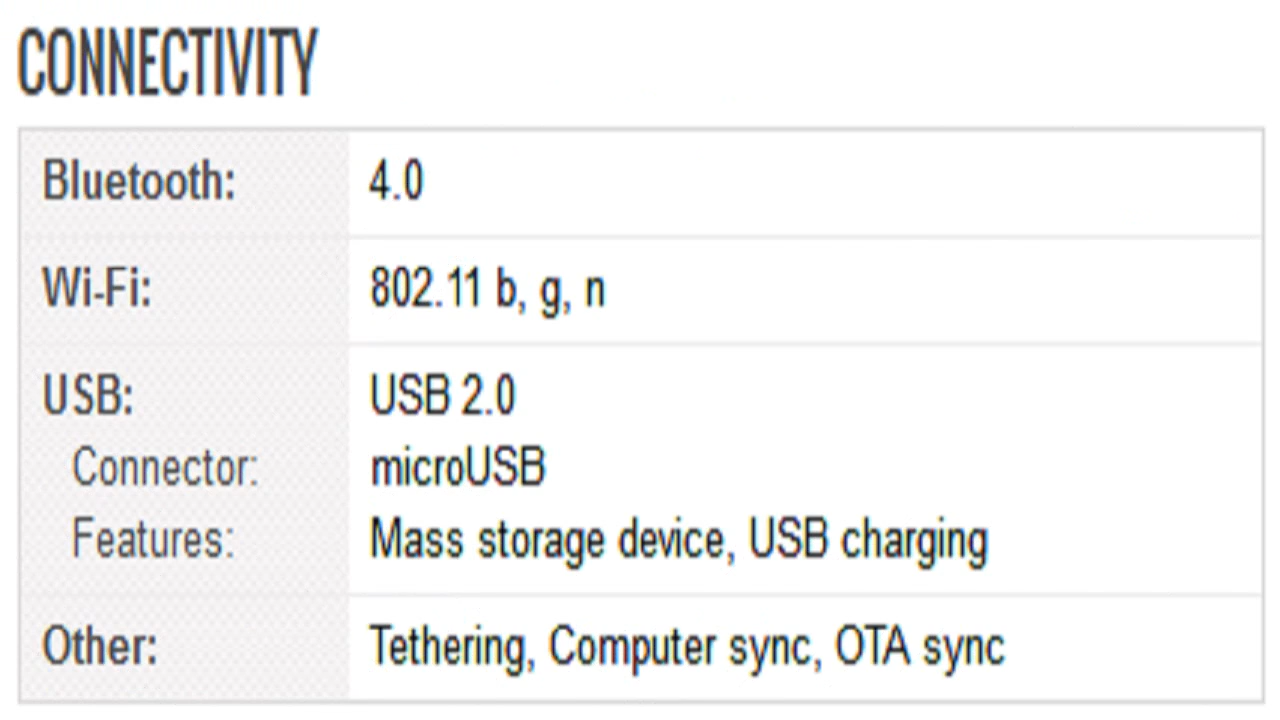 CONNECTIVITY
Bluetooth: 4.0
Wi-Fi: 802.11 b, g, n
USB: USB 2.0
Connector: microUSB
Features: Mass storage device, USB charging
Other: Tethering, Computer sync, OTA sync